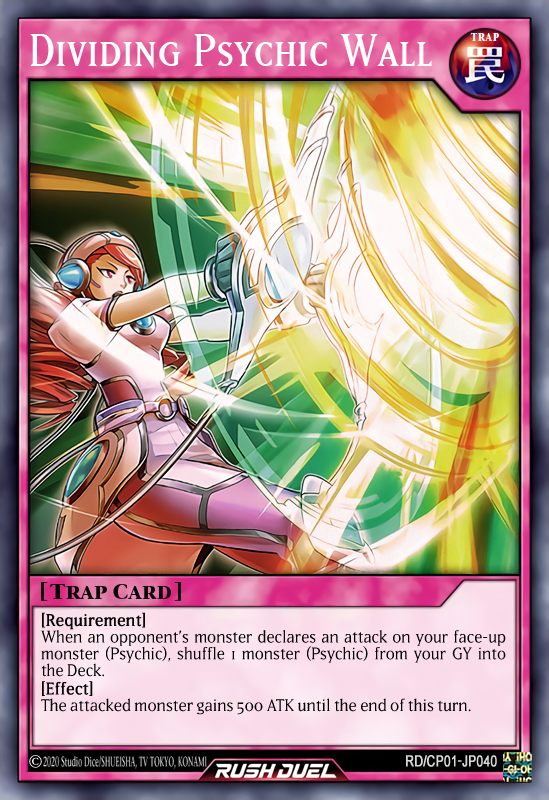 Dividing Psychic Wall
TRAP
罠
[Trap Card]
[Requirement]
When an opponent's monster declares an attack on your face-up
monster (Psychic), shuffle 1 monster (Psychic) from your GY into
the Deck.
[Effect]
The attacked monster gains 500 ATK until the end of this turn.
©2020 Studio Dice/SHUEISHA, TV TOKYO, KONAMI
RUSH DUEL
RD/CP01-JP040